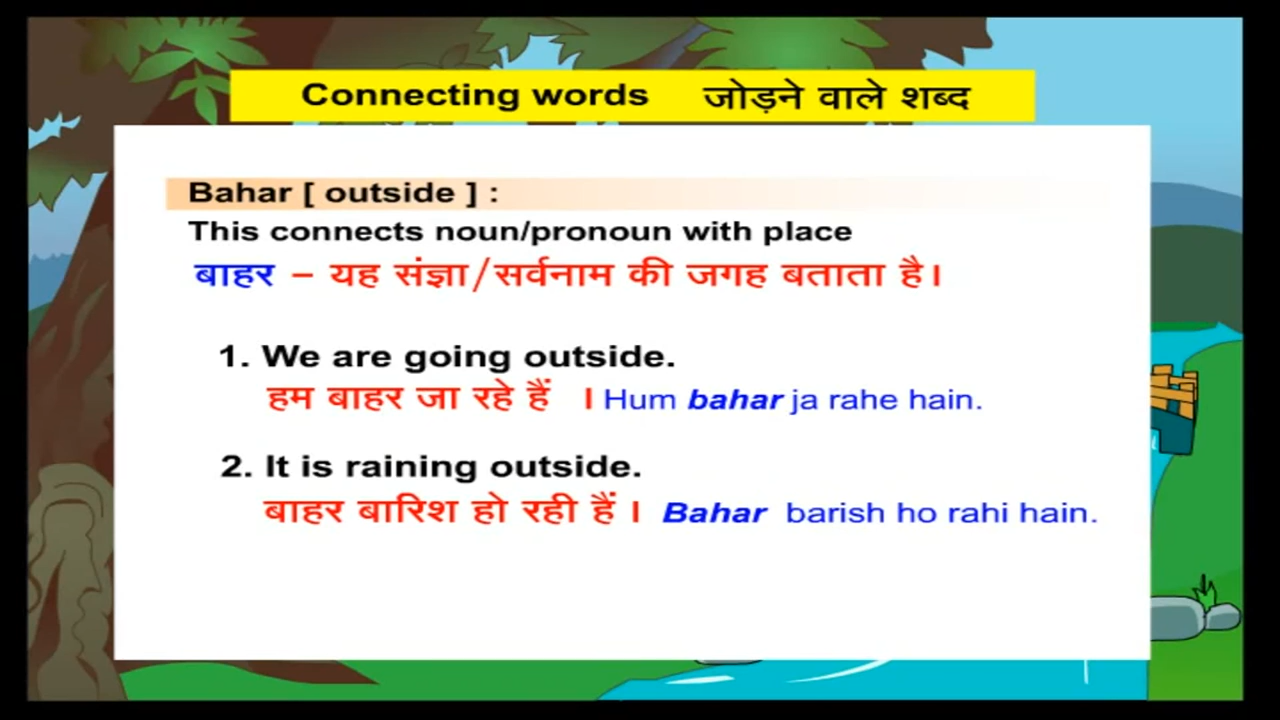 Connecting words जोड़ने वाले शब्द
Bahar [ outside ] :
This connects noun/pronoun with place
बाहर – यह संज्ञा/सर्वनाम की जगह बताता है।
1. We are going outside.
हम बाहर जा रहे हैं । Hum bahar ja rahe hain.
2. It is raining outside.
बाहर बारिश हो रही हैं । Bahar barish ho rahi hain.